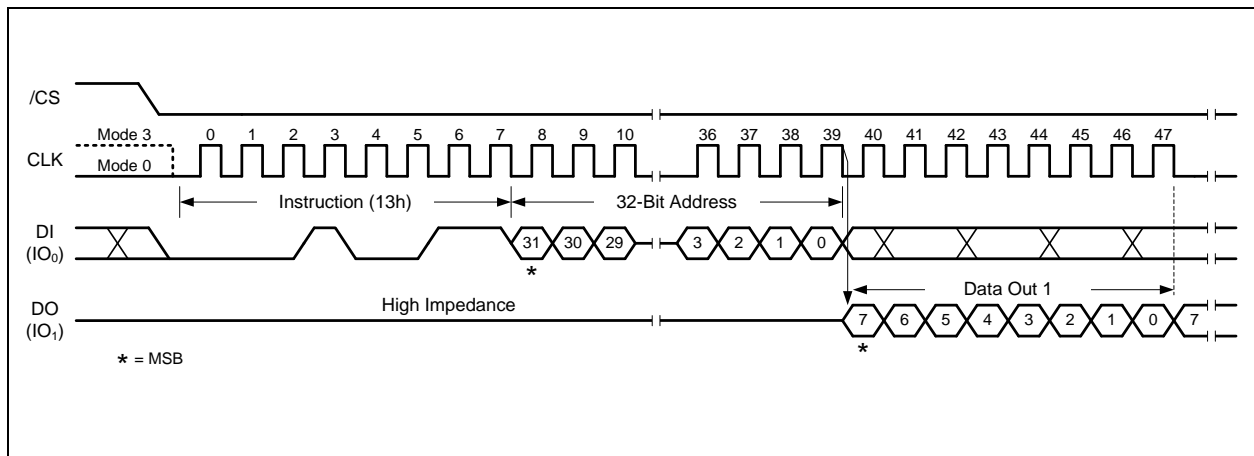 /CS
Mode 3
0 1 2 3 4 5 6 7 8 9 10 36 37 38 39 40 41 42 43 44 45 46 47
CLK
Mode 0
Instruction (13h) 32-Bit Address
DI
(IO₀)
31 30 29 3 2 1 0
*
High Impedance
Data Out 1
DO
(IO₁)
7 6 5 4 3 2 1 0 7
*
* = MSB